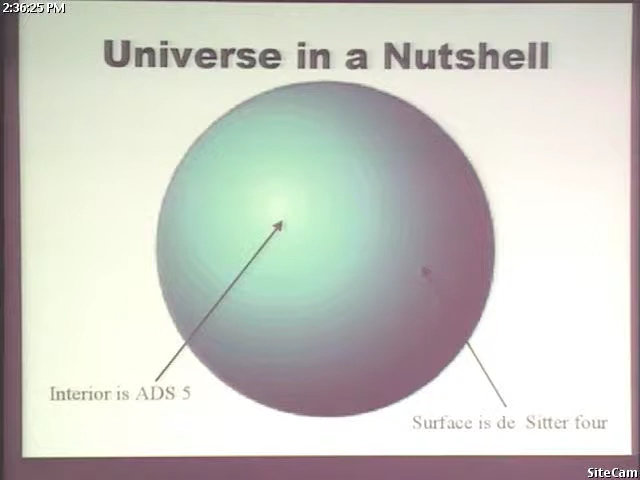 2:36:25 PM
Universe in a Nutshell
Interior is ADS 5
Surface is de Sitter four
SiteCam